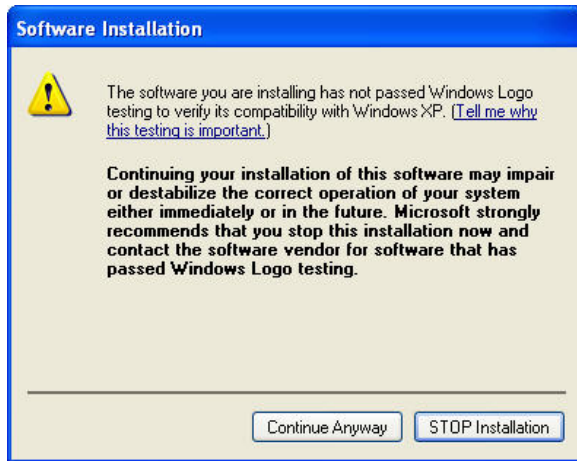 Software Installation
The software you are installing has not passed Windows Logo
testing to verify its compatibility with Windows XP. (Tell me why
this testing is important.)
Continuing your installation of this software may impair
or destabilize the correct operation of your system
either immediately or in the future. Microsoft strongly
recommends that you stop this installation now and
contact the software vendor for software that has
passed Windows Logo testing.
Continue Anyway
STOP Installation